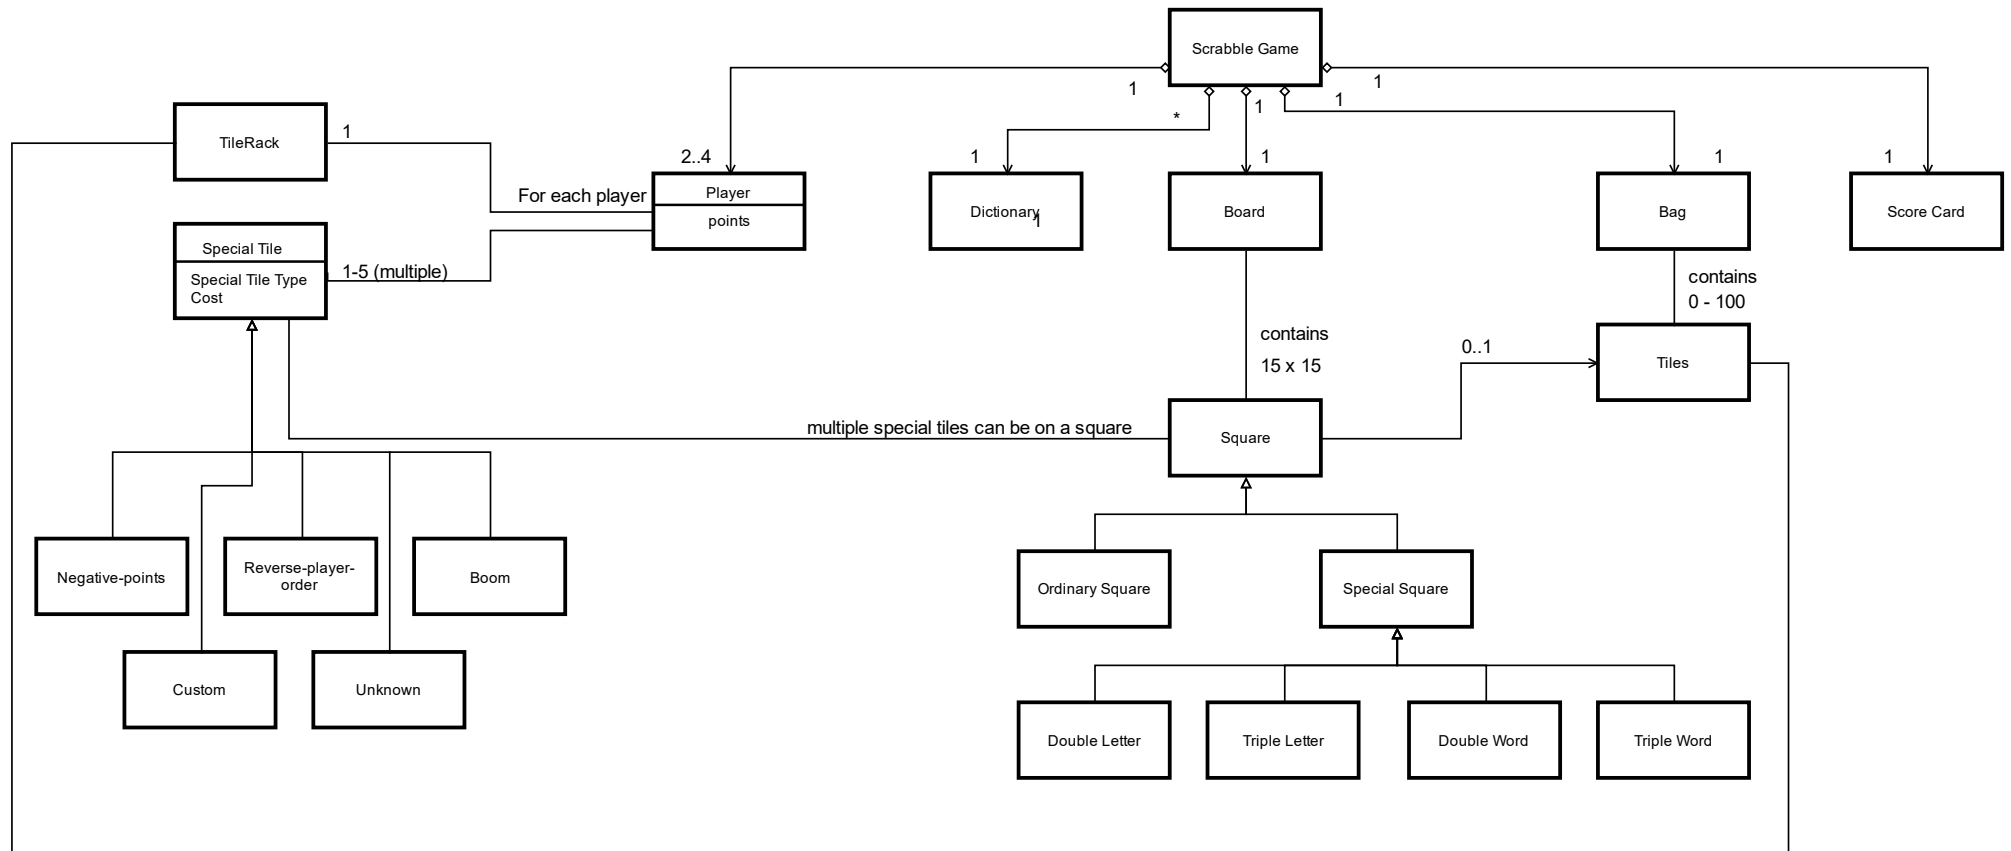 Scrabble Game
1
1
1
1
*
TileRack
1
2..4
1
1
1
1
For each player
Player
points
Dictionary
1
Board
Bag
Score Card
Special Tile
Special Tile Type
Cost
1-5 (multiple)
contains
0 - 100
contains
15 x 15
0..1
Tiles
multiple special tiles can be on a square
Square
Negative-points
Reverse-player-
order
Boom
Ordinary Square
Special Square
Custom
Unknown
Double Letter
Triple Letter
Double Word
Triple Word